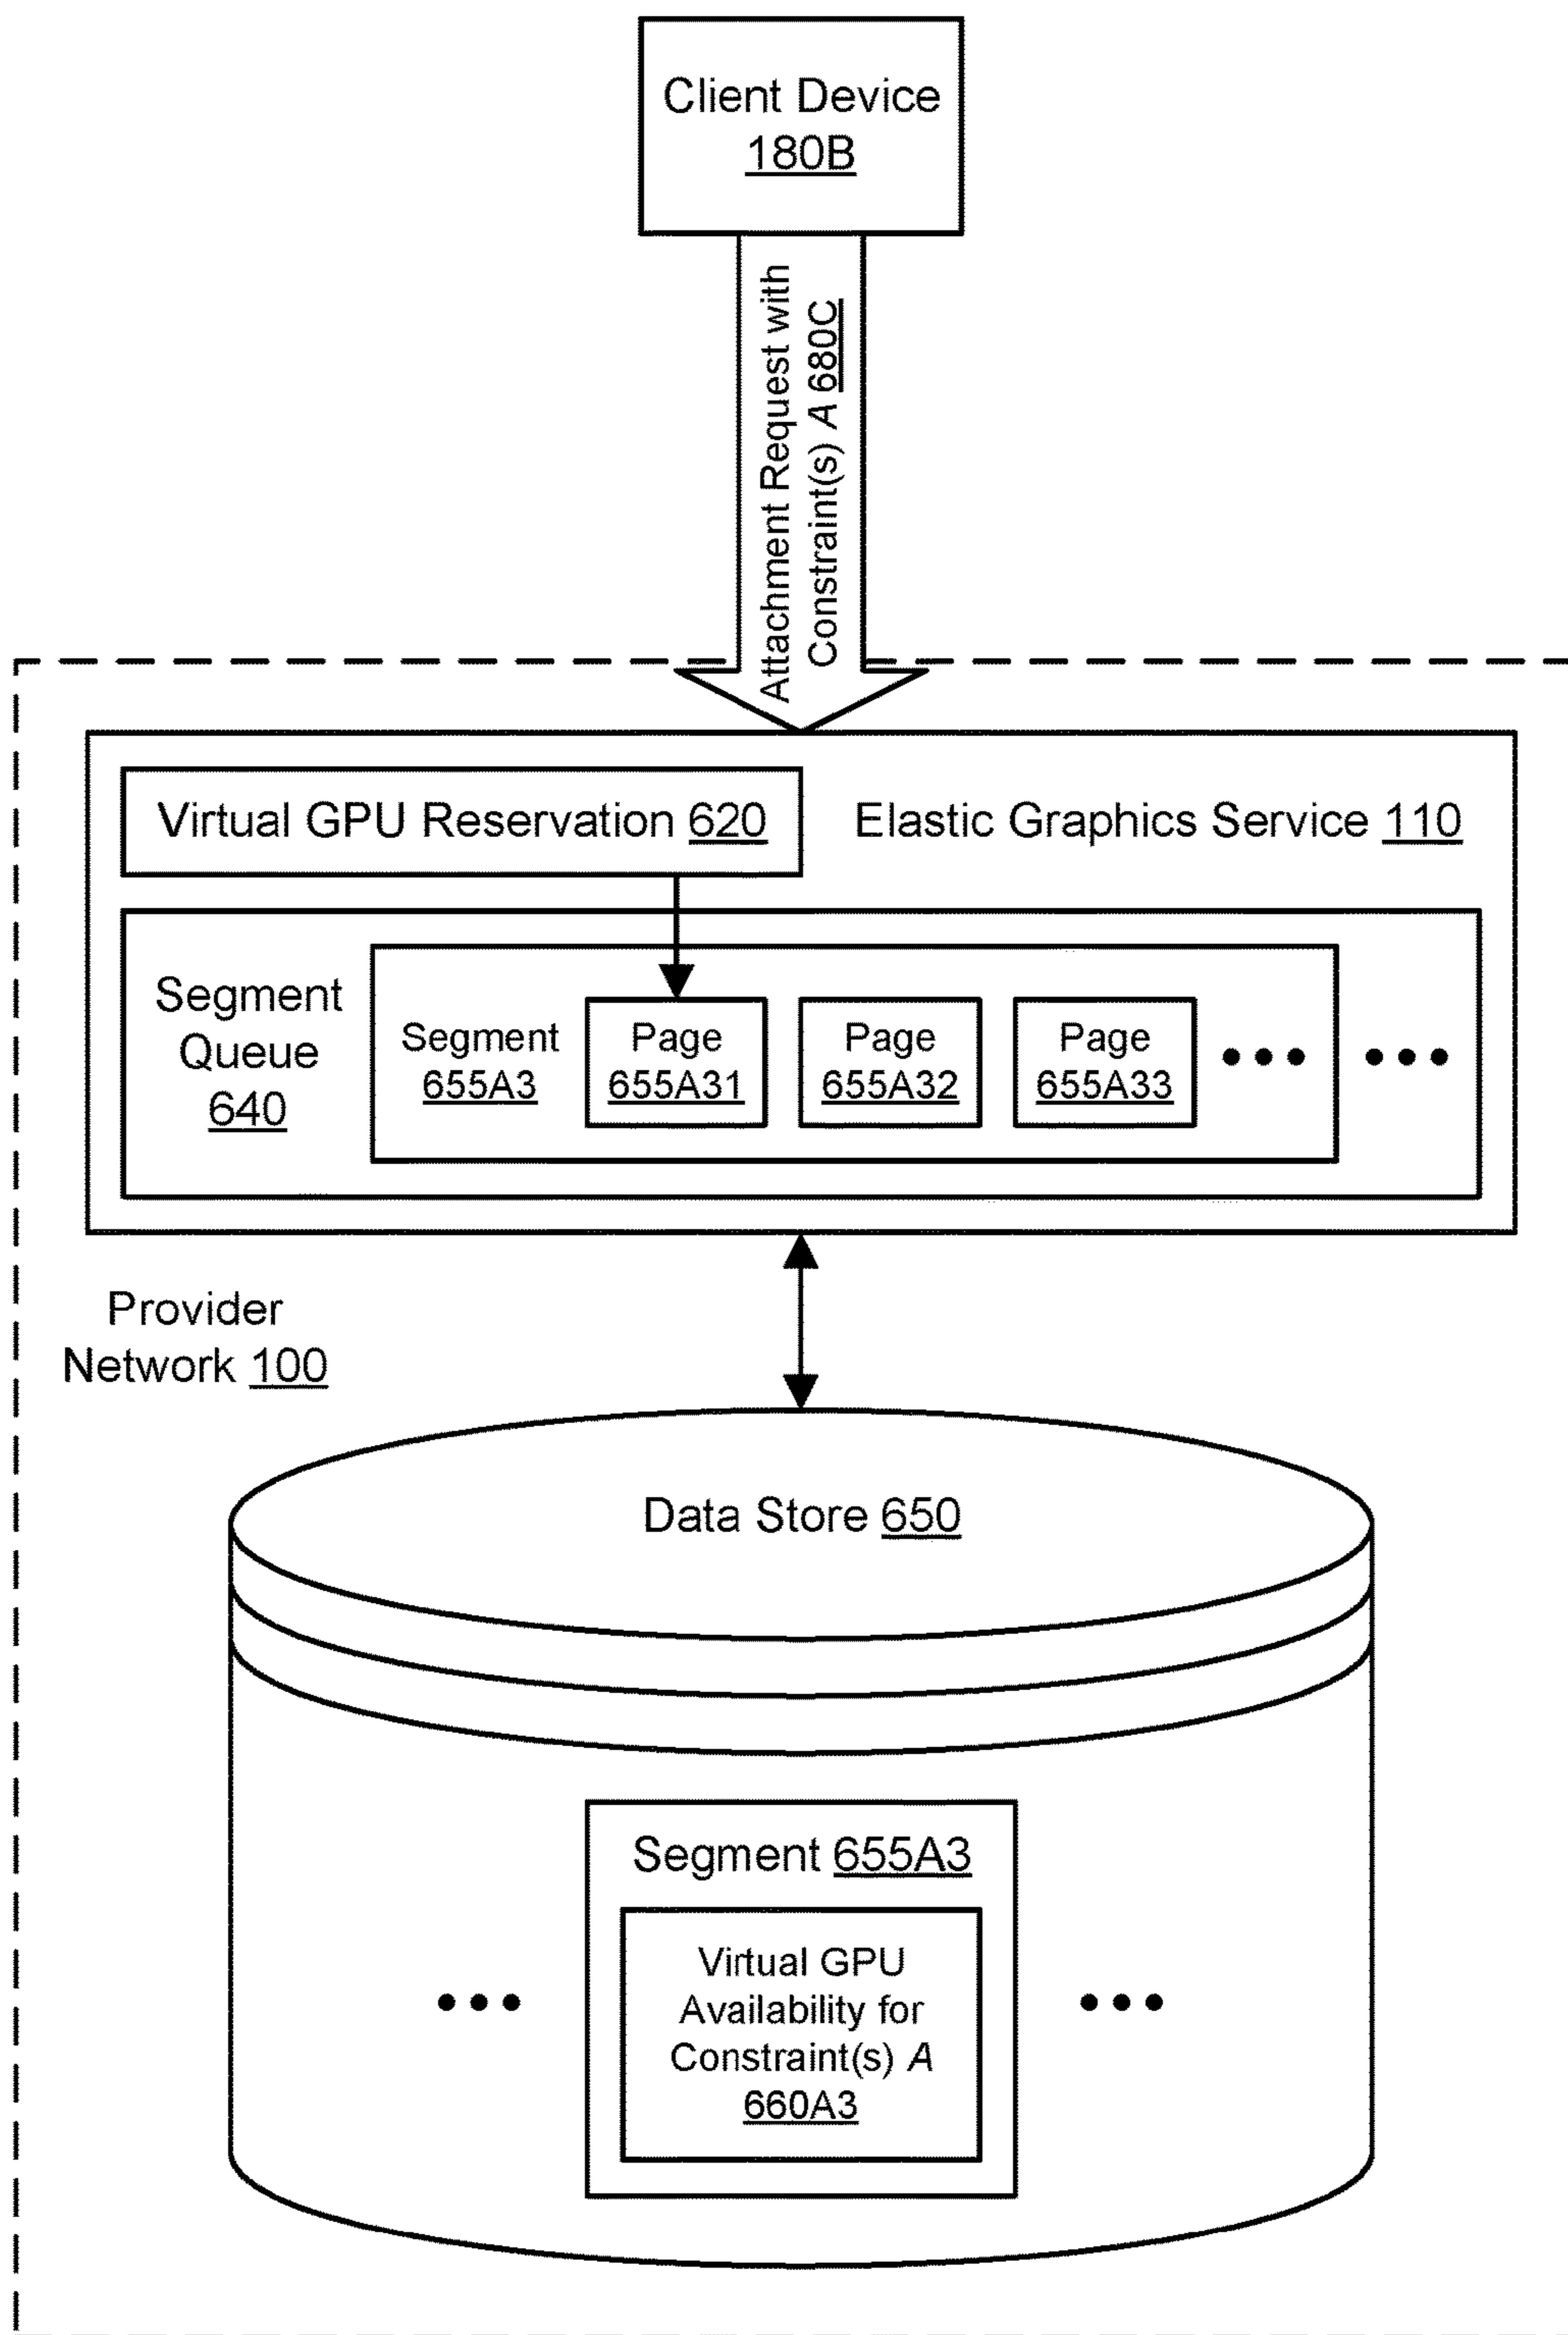 Client Device
180B
Attachment Request with
Constraint(s) A 680C
Virtual GPU Reservation 620
Elastic Graphics Service 110
Segment
Queue
640
Segment
655A3
Page
655A31
Page
655A32
Page
655A33
Provider
Network 100
Data Store 650
Segment 655A3
Virtual GPU
Availability for
Constraint(s) A
660A3